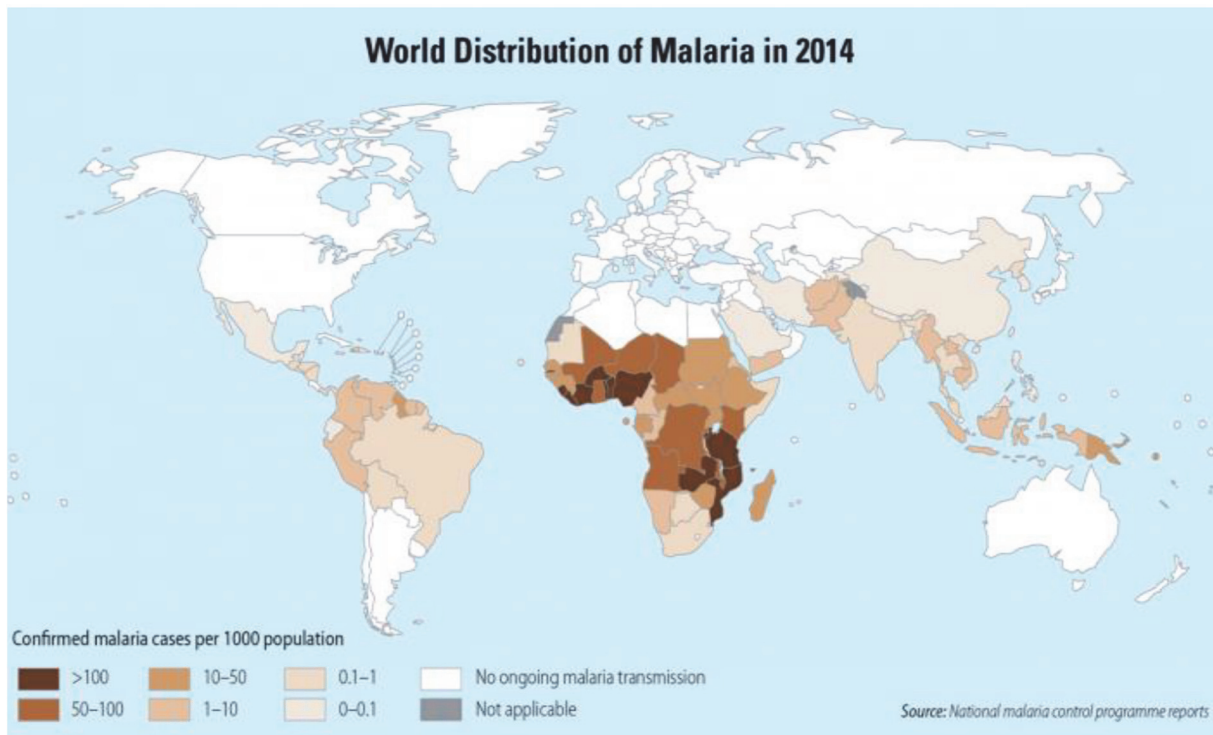 World Distribution of Malaria in 2014
Confirmed malaria cases per 1000 population
>100
10–50
0.1–1
No ongoing malaria transmission
50–100
1–10
0–0.1
Not applicable
Source: National malaria control programme reports